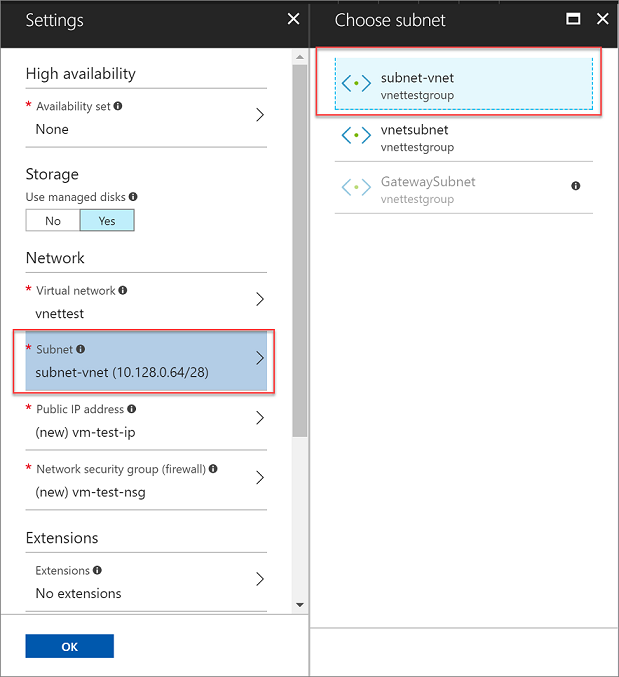 Settings
High availability
* Availability set
None
Storage
Use managed disks
No Yes
Network
* Virtual network
vnettest
* Subnet
subnet-vnet (10.128.0.64/28)
* Public IP address
(new) vm-test-ip
* Network security group (firewall)
(new) vm-test-nsg
Extensions
Extensions
No extensions
OK
Choose subnet
subnet-vnet
vnettestgroup
vnetsubnet
vnettestgroup
GatewaySubnet
vnettestgroup